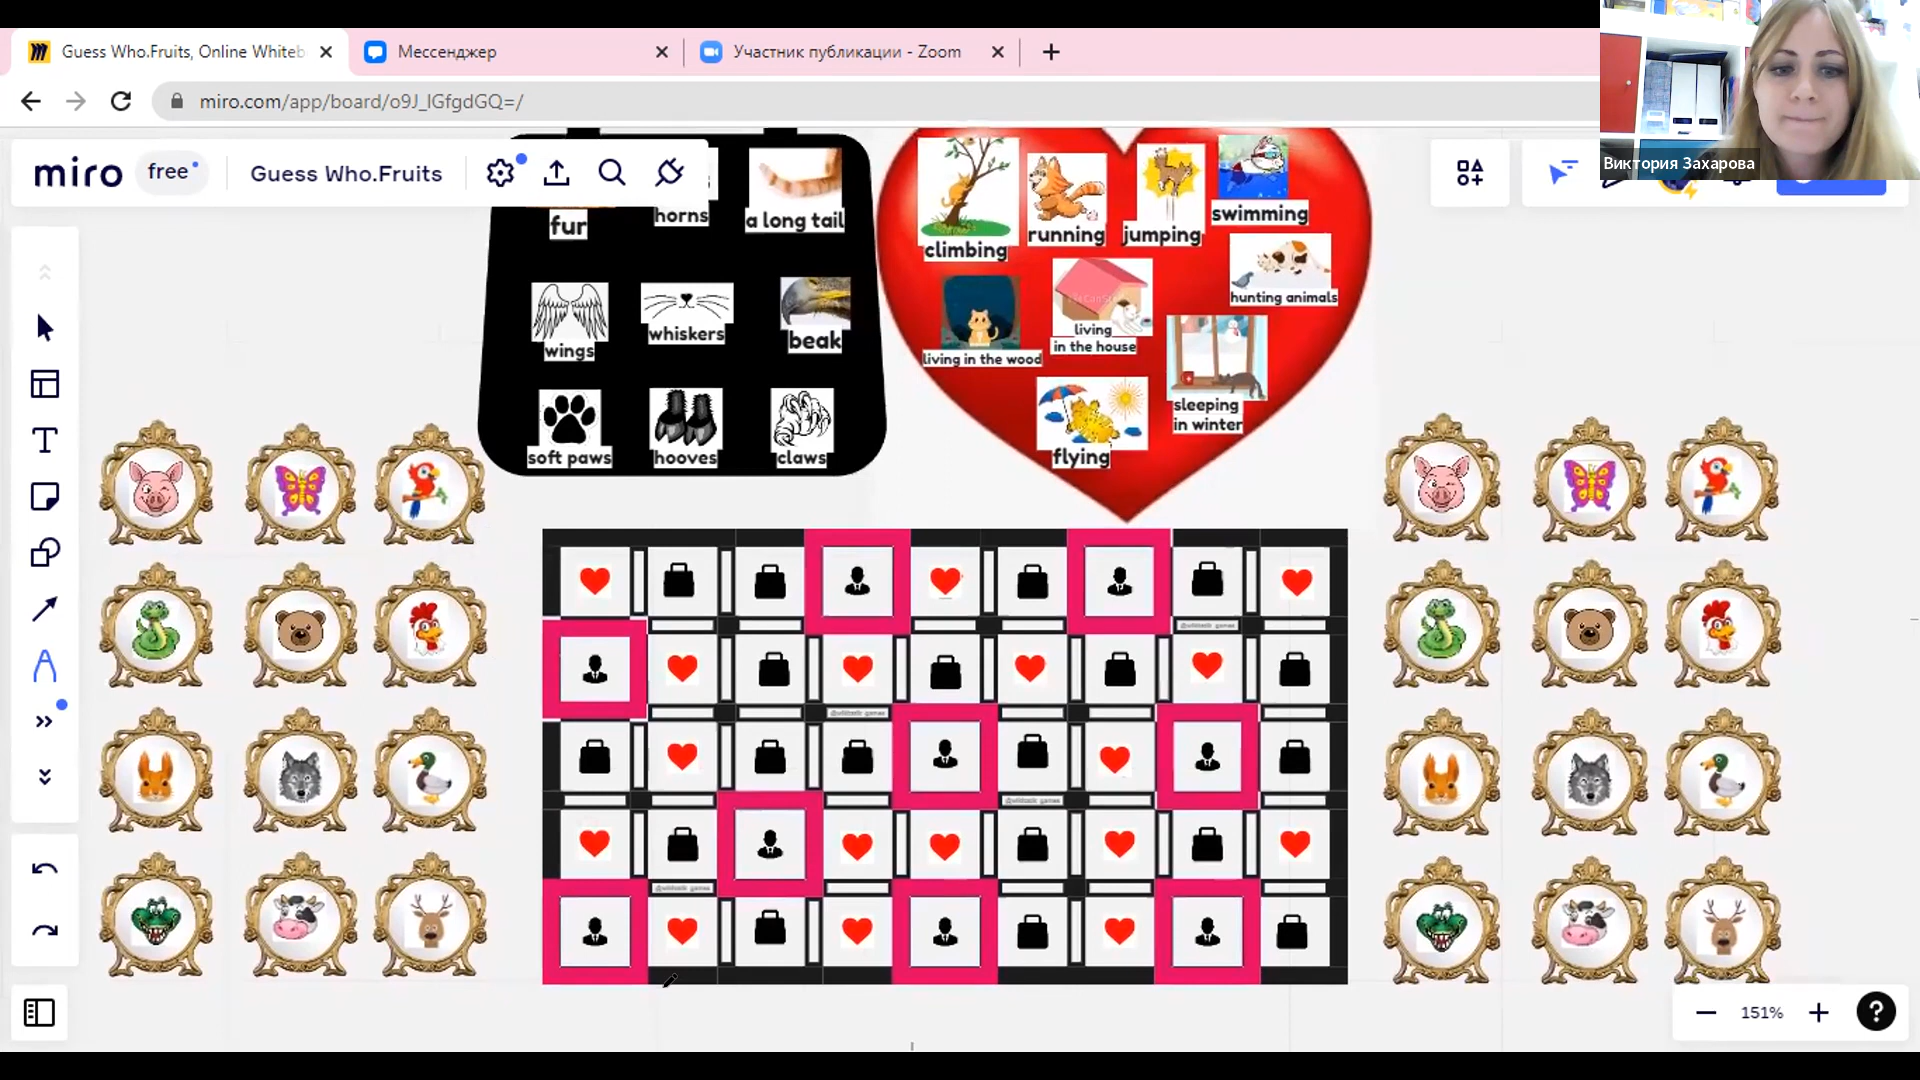 Guess Who.Fruits, Online Whiteb
Мессенджер
Участник публикации - Zoom
miro.com/app/board/o9J_lGfgdGQ=/
Виктория Захарова
miro
free
Guess Who.Fruits
fur
horns
a long tail
wings
whiskers
beak
soft paws
hooves
claws
climbing
running
jumping
swimming
hunting animals
living in the wood
living
in the house
sleeping
in winter
flying
151%